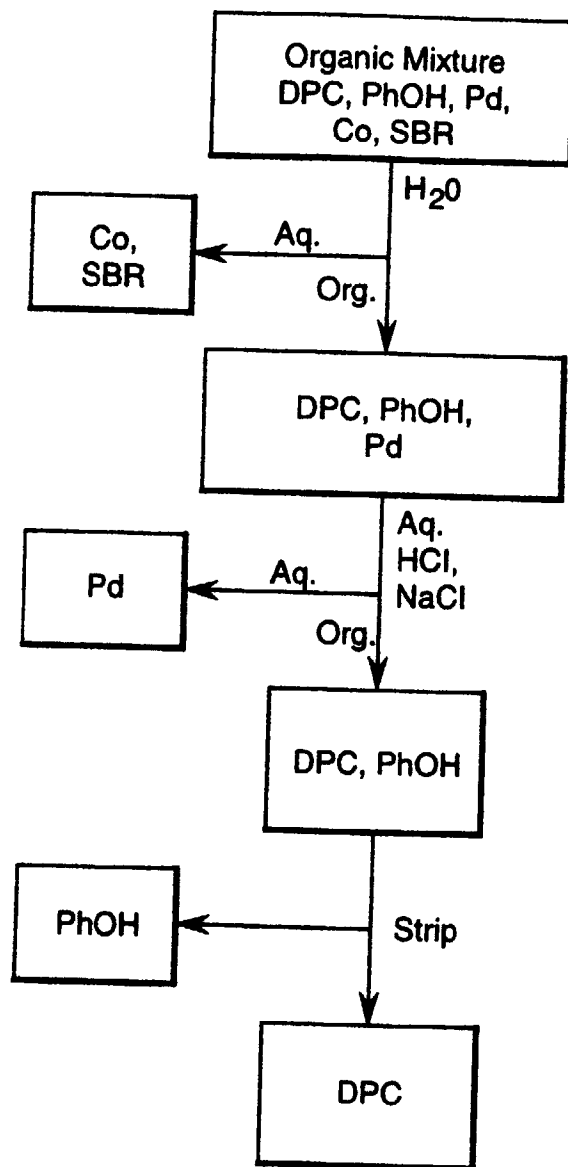 Organic Mixture
DPC, PhOH, Pd,
Co, SBR
H₂0
Aq.
Co,
SBR
Org.
DPC, PhOH,
Pd
Aq.
HCl,
NaCl
Aq.
Pd
Org.
DPC, PhOH
PhOH
Strip
DPC